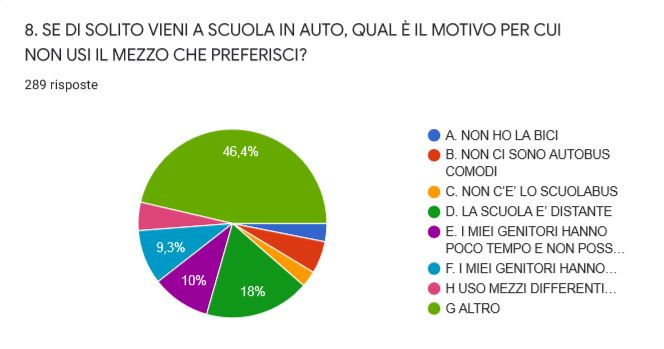 8. SE DI SOLITO VIENI A SCUOLA IN AUTO, QUAL È IL MOTIVO PER CUI
NON USI IL MEZZO CHE PREFERISCI?
289 risposte
46,4%
9,3%
10%
18%
A. NON HO LA BICI
B. NON CI SONO AUTOBUS
COMODI
C. NON C'E' LO SCUOLABUS
D. LA SCUOLA E' DISTANTE
E. I MIEI GENITORI HANNO
POCO TEMPO E NON POSS...
F. I MIEI GENITORI HANNO...
H USO MEZZI DIFFERENTI...
G ALTRO